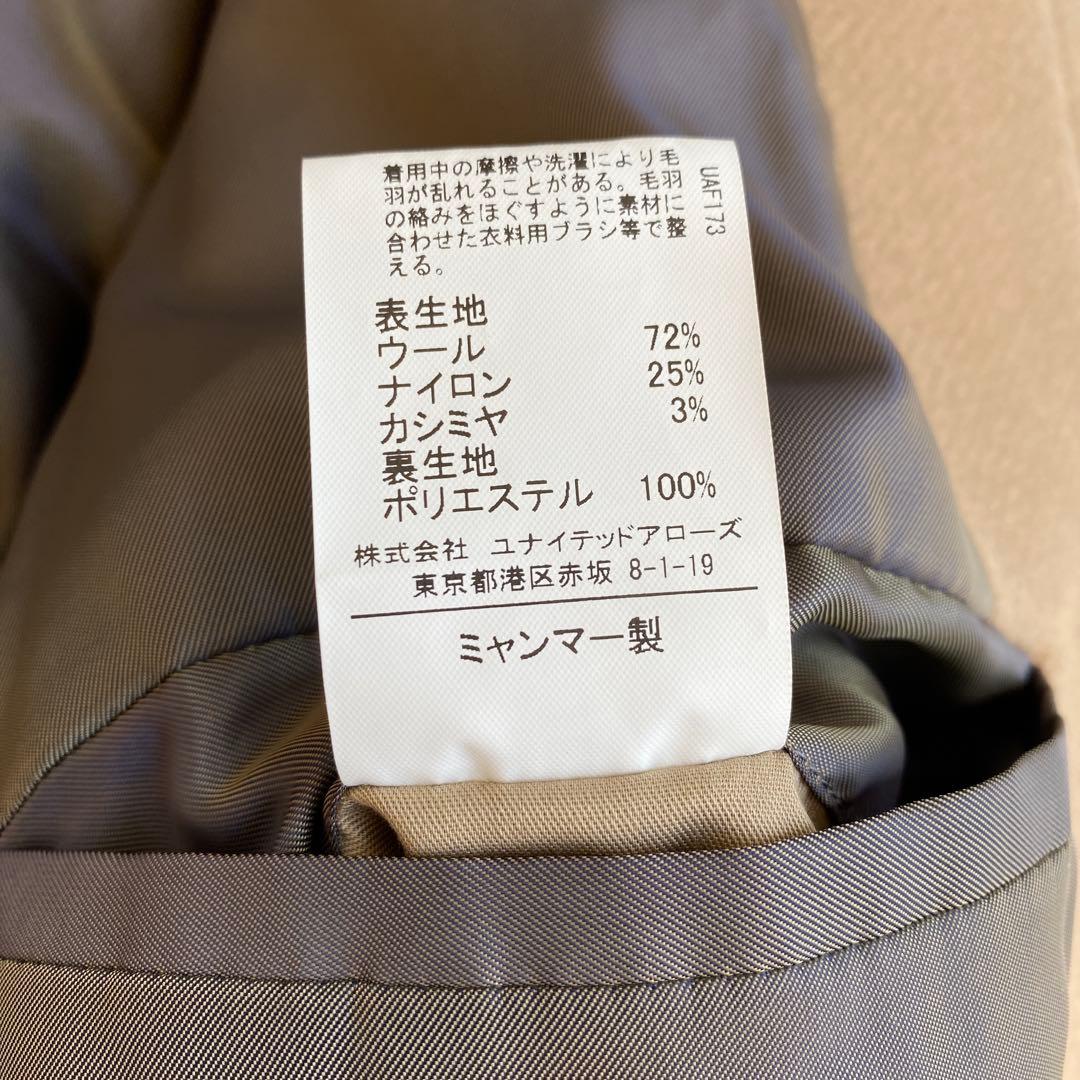 着用中の摩擦や洗濯により毛
羽が乱れることがある。毛羽
の絡みをほぐすように素材に
合わせた衣料用ブラシ等で整
える。
UAF173
表生地
ウール 72%
ナイロン 25%
カシミヤ 3%
裏生地
ポリエステル 100%
株式会社 ユナイテッドアローズ
東京都港区赤坂 8-1-19
ミャンマー製